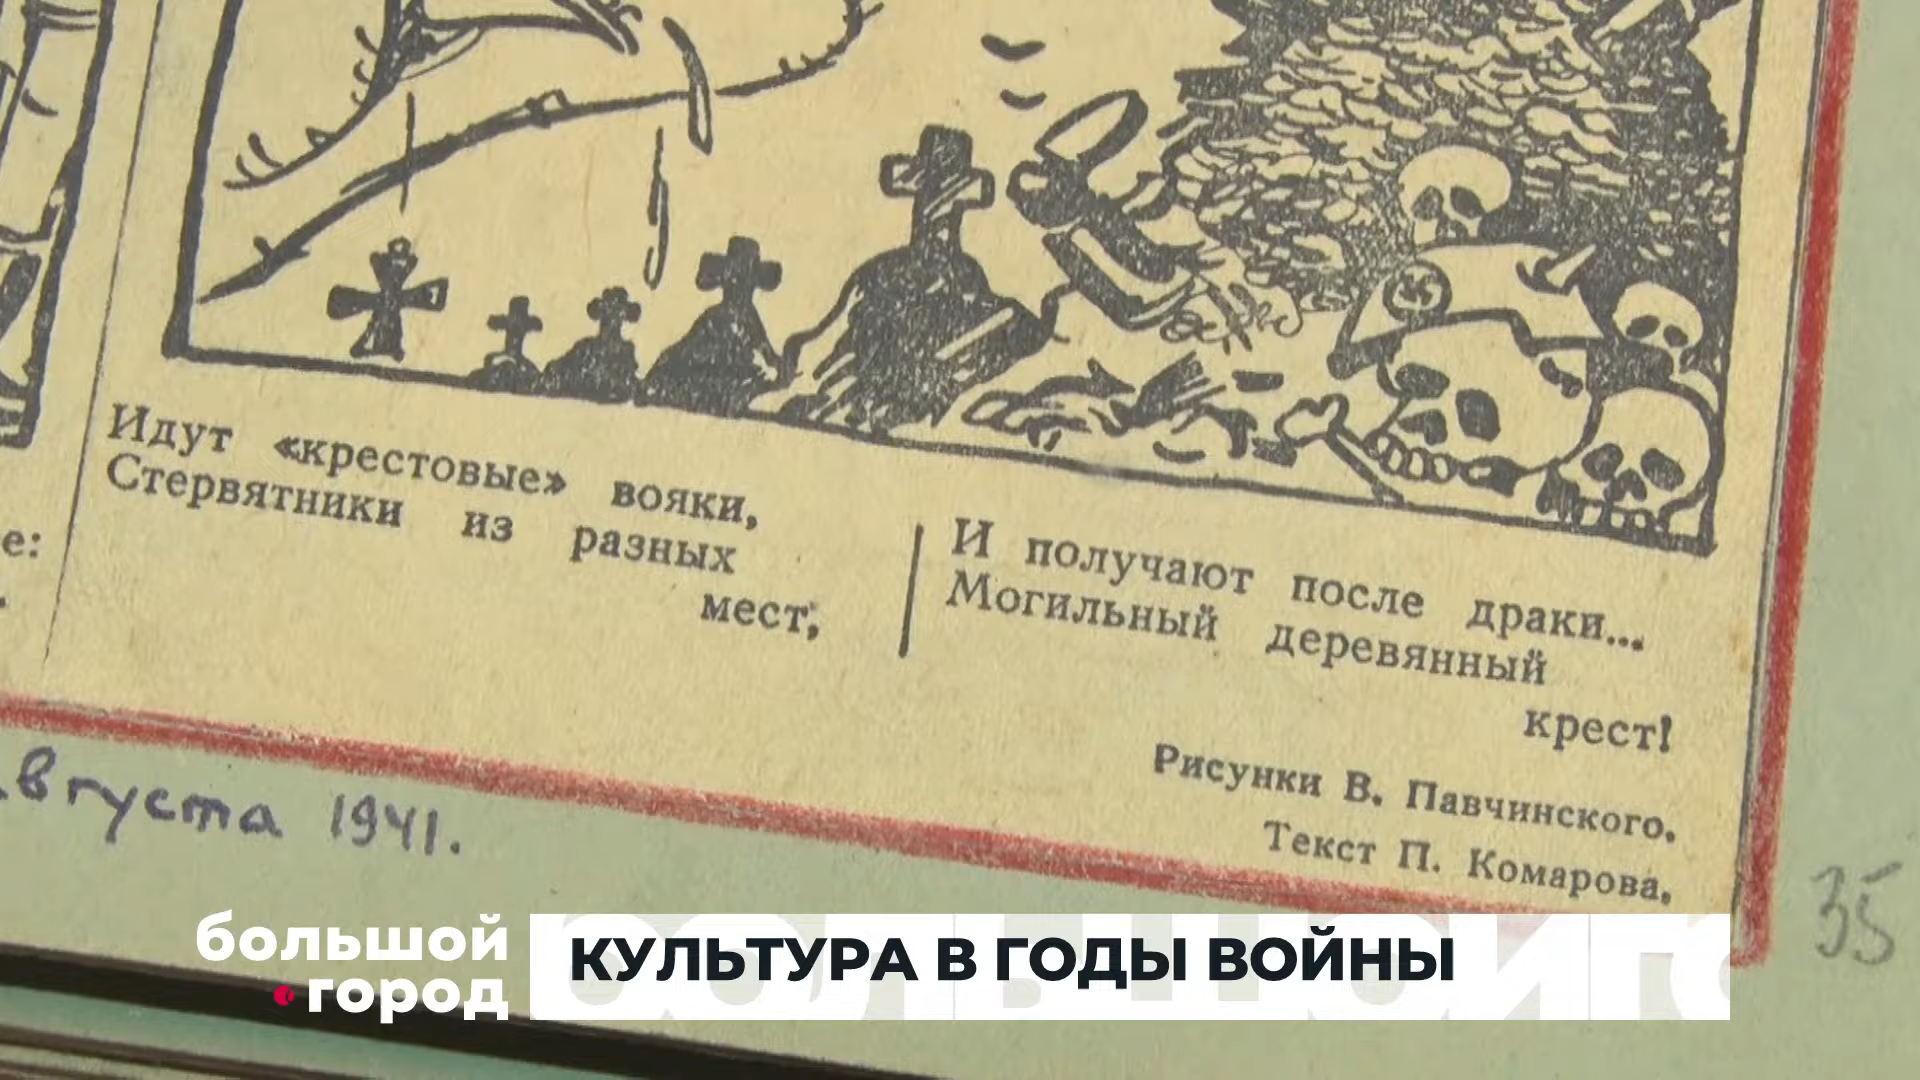 Идут «крестовые» вояки,
Стервятники из разных
мест,
И получают после драки...
Могильный деревянный
крест!
Рисунки В. Павчинского.
Текст П. Комарова.
е:
августа 1941.
35
большой
город
КУЛЬТУРА В ГОДЫ ВОЙНЫ